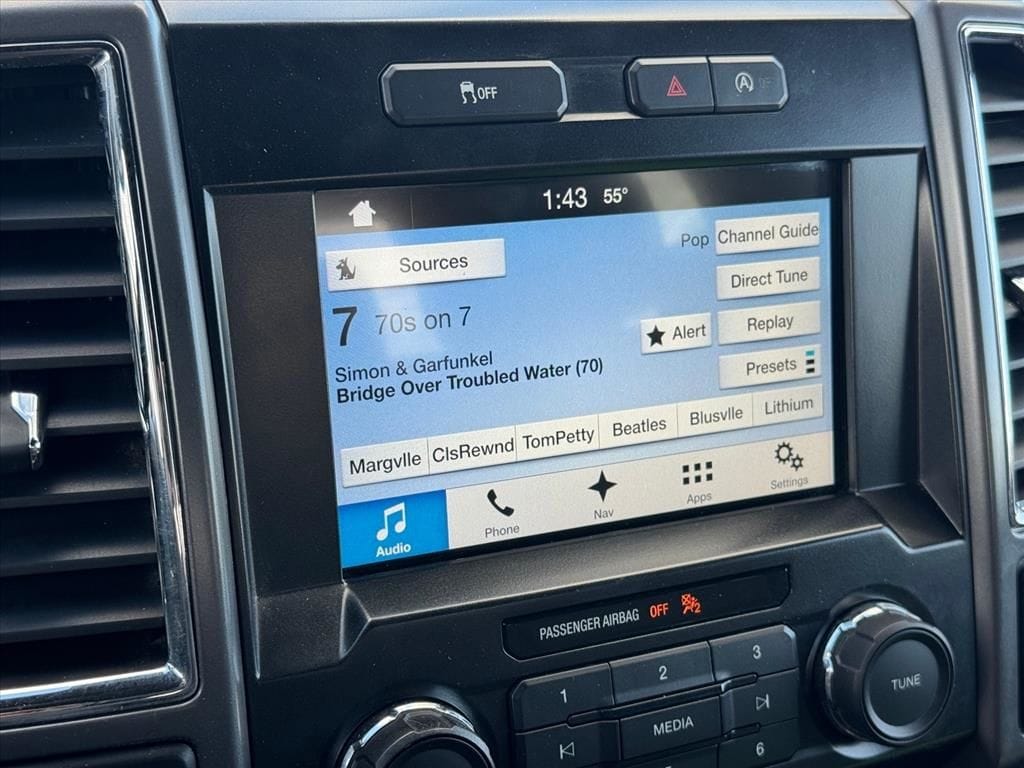 OFF
A OFF
1:43 55°
Sources
Pop Channel Guide
Direct Tune
7 70s on 7
Replay
Alert
Simon & Garfunkel
Bridge Over Troubled Water (70)
Presets
Margvlle ClsRewnd TomPetty Beatles Blusvlle Lithium
Audio Phone Nav Apps Settings
PASSENGER AIRBAG OFF 2
1 2 3
MEDIA
6
TUNE